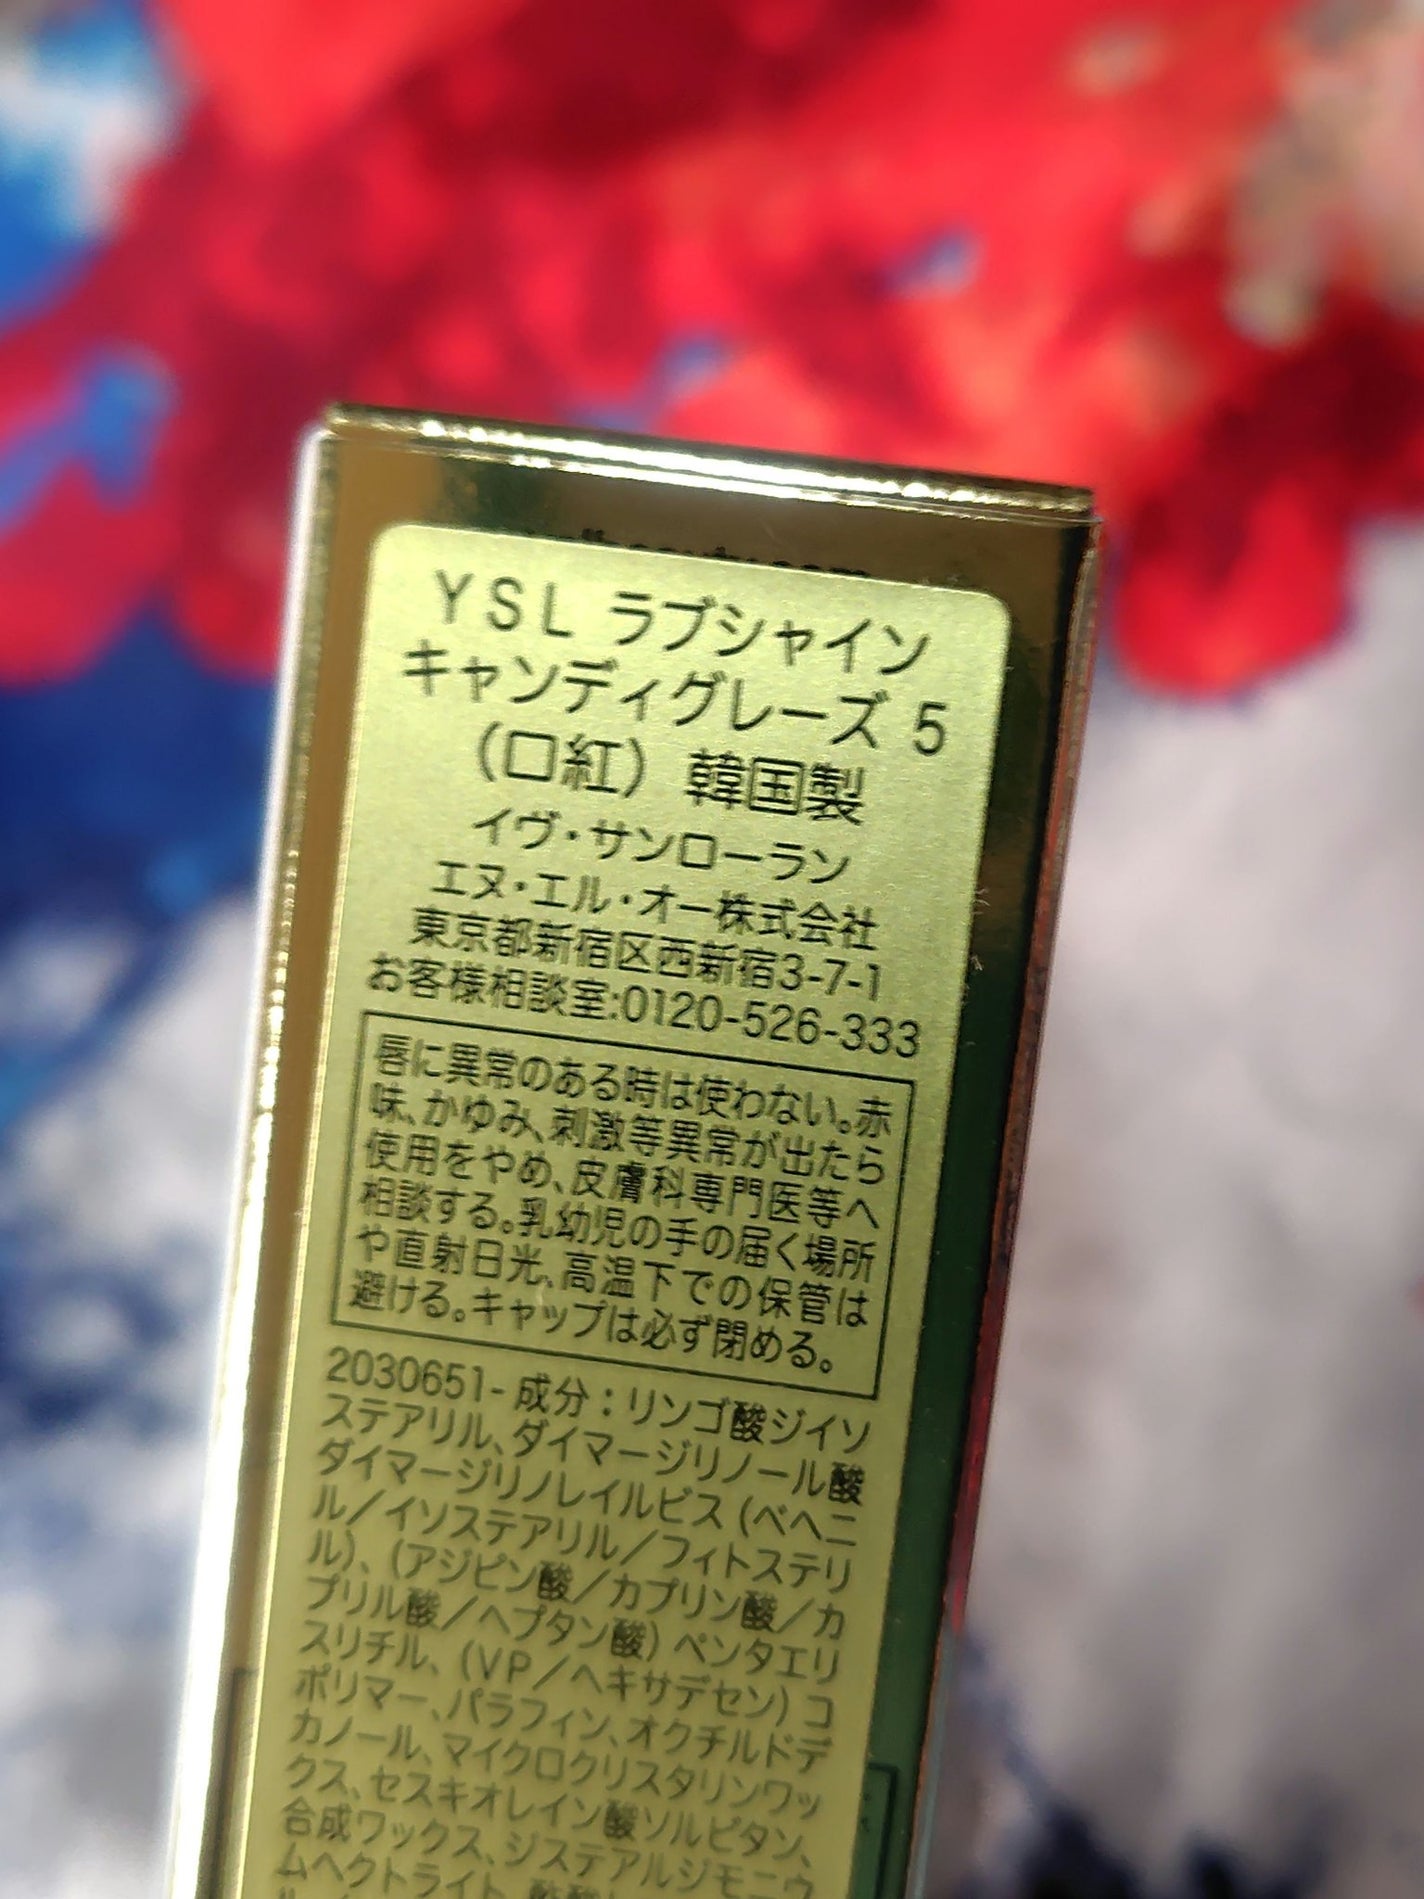 YSL ラブシャイン
キャンディグレーズ 5
（口紅）韓国製
イヴ・サンローラン
エヌ・エル・オー株式会社
東京都新宿区西新宿3-7-1
お客様相談室:0120-526-333
唇に異常のある時は使わない。赤
味、かゆみ、刺激等異常が出たら
使用をやめ、皮膚科専門医等へ
相談する。乳幼児の手の届く場所
や直射日光、高温下での保管は
避ける。キャップは必ず閉める。
2030651- 成分：リンゴ酸ジイソ
ステアリル、ダイマージリノール酸
ダイマージリノレイルビス（ベヘニ
ル／イソステアリル／フィトステリ
ル）、（アジピン酸／カプリン酸／カ
プリル酸／ヘプタン酸）ペンタエリ
スリチル、（VP／ヘキサデセン）コ
ポリマー、パラフィン、オクチルドデ
カノール、マイクロクリスタリンワッ
クス、セスキオレイン酸ソルビタン、
合成ワックス、ジステアルジモニウ
ムヘクトライト、酢酸